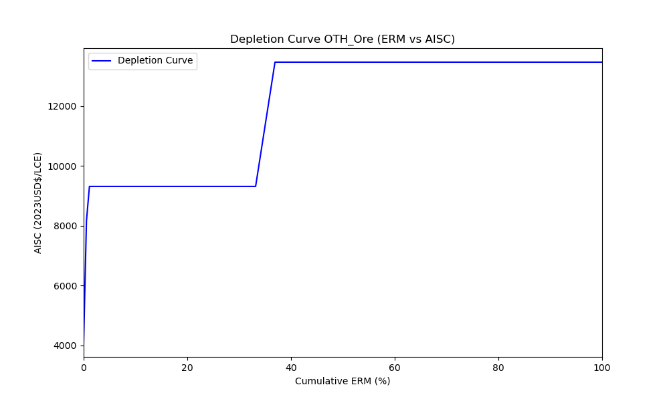 Depletion Curve OTH_Ore (ERM vs AISC)
Depletion Curve
12000
10000
8000
6000
4000
AISC (2023USD$/LCE)
0 20 40 60 80 100
Cumulative ERM (%)